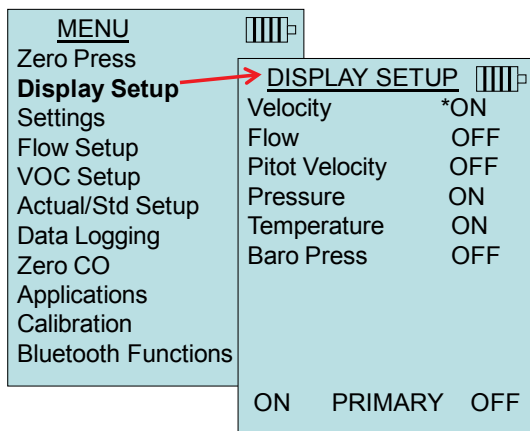 MENU
Zero Press
Display Setup
Settings
Flow Setup
VOC Setup
Actual/Std Setup
Data Logging
Zero CO
Applications
Calibration
Bluetooth Functions
DISPLAY SETUP
Velocity *ON
Flow OFF
Pitot Velocity OFF
Pressure ON
Temperature ON
Baro Press OFF
ON PRIMARY OFF